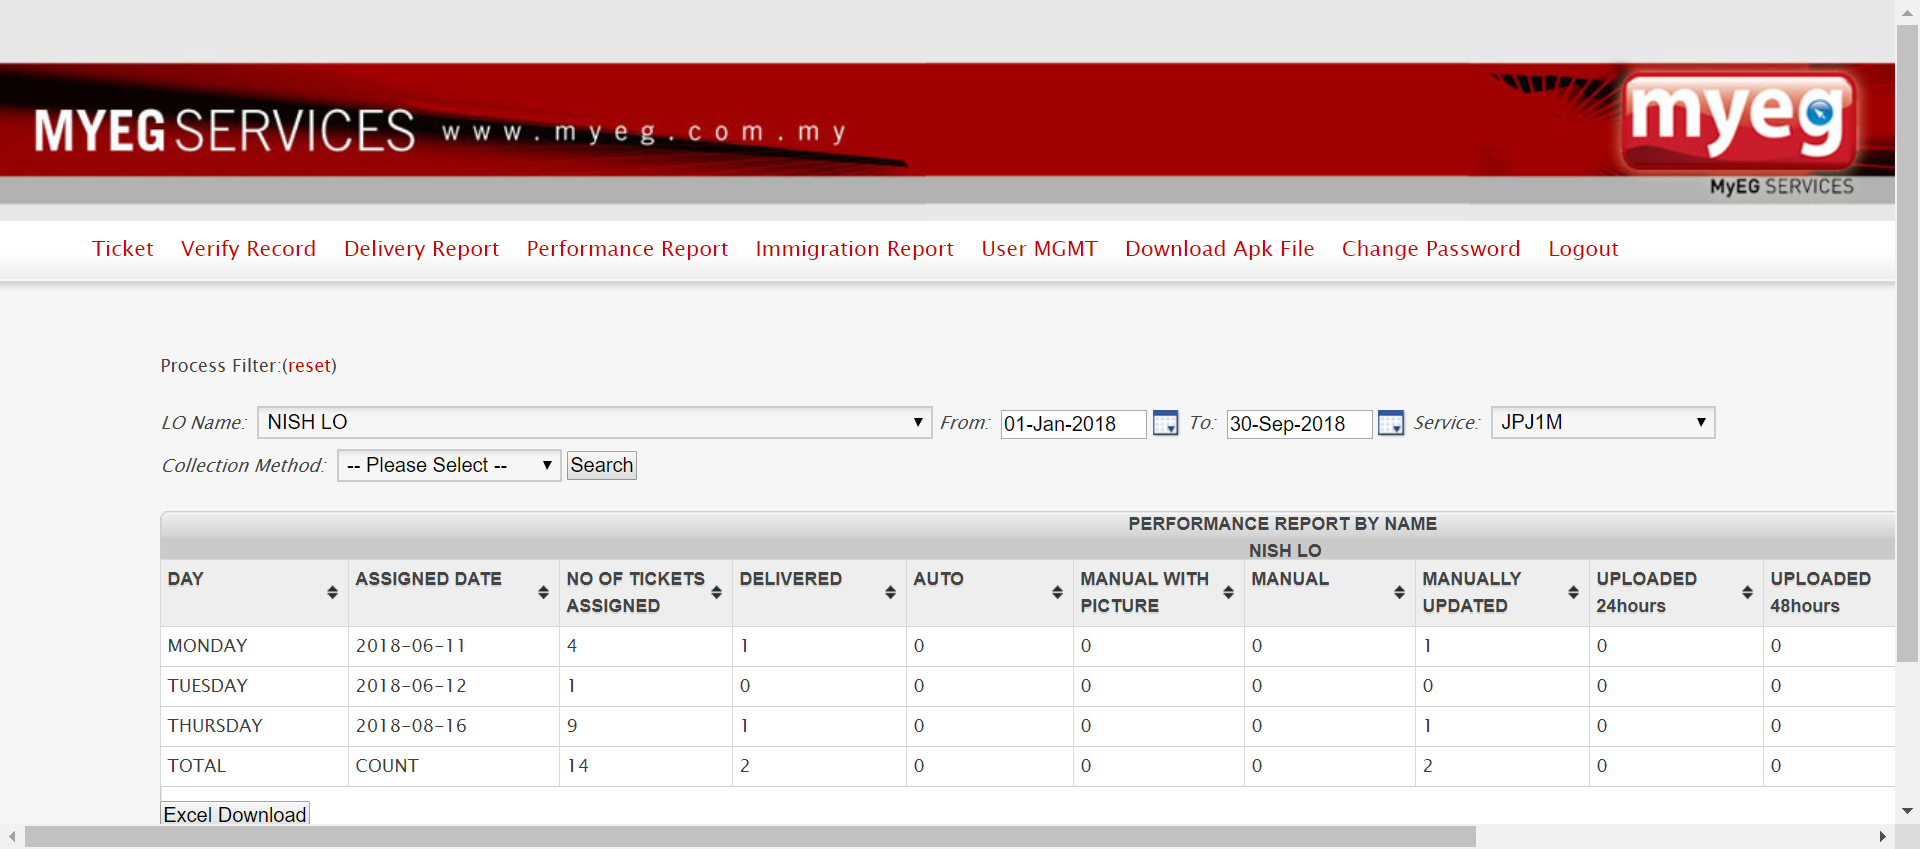 MYEG SERVICES www.myeg.com.my
myeg
MyEG SERVICES
Ticket Verify Record Delivery Report Performance Report Immigration Report User MGMT Download Apk File Change Password Logout
Process Filter:(reset)
LO Name: NISH LO From: 01-Jan-2018 To: 30-Sep-2018 Service: JPJ1M
Collection Method: -- Please Select -- Search
PERFORMANCE REPORT BY NAME
NISH LO
DAY ASSIGNED DATE NO OF TICKETS ASSIGNED DELIVERED AUTO MANUAL WITH PICTURE MANUAL MANUALLY UPDATED UPLOADED 24hours UPLOADED 48hours
MONDAY 2018-06-11 4 1 0 0 0 1 0 0
TUESDAY 2018-06-12 1 0 0 0 0 0 0 0
THURSDAY 2018-08-16 9 1 0 0 0 1 0 0
TOTAL COUNT 14 2 0 0 0 2 0 0
Excel Download